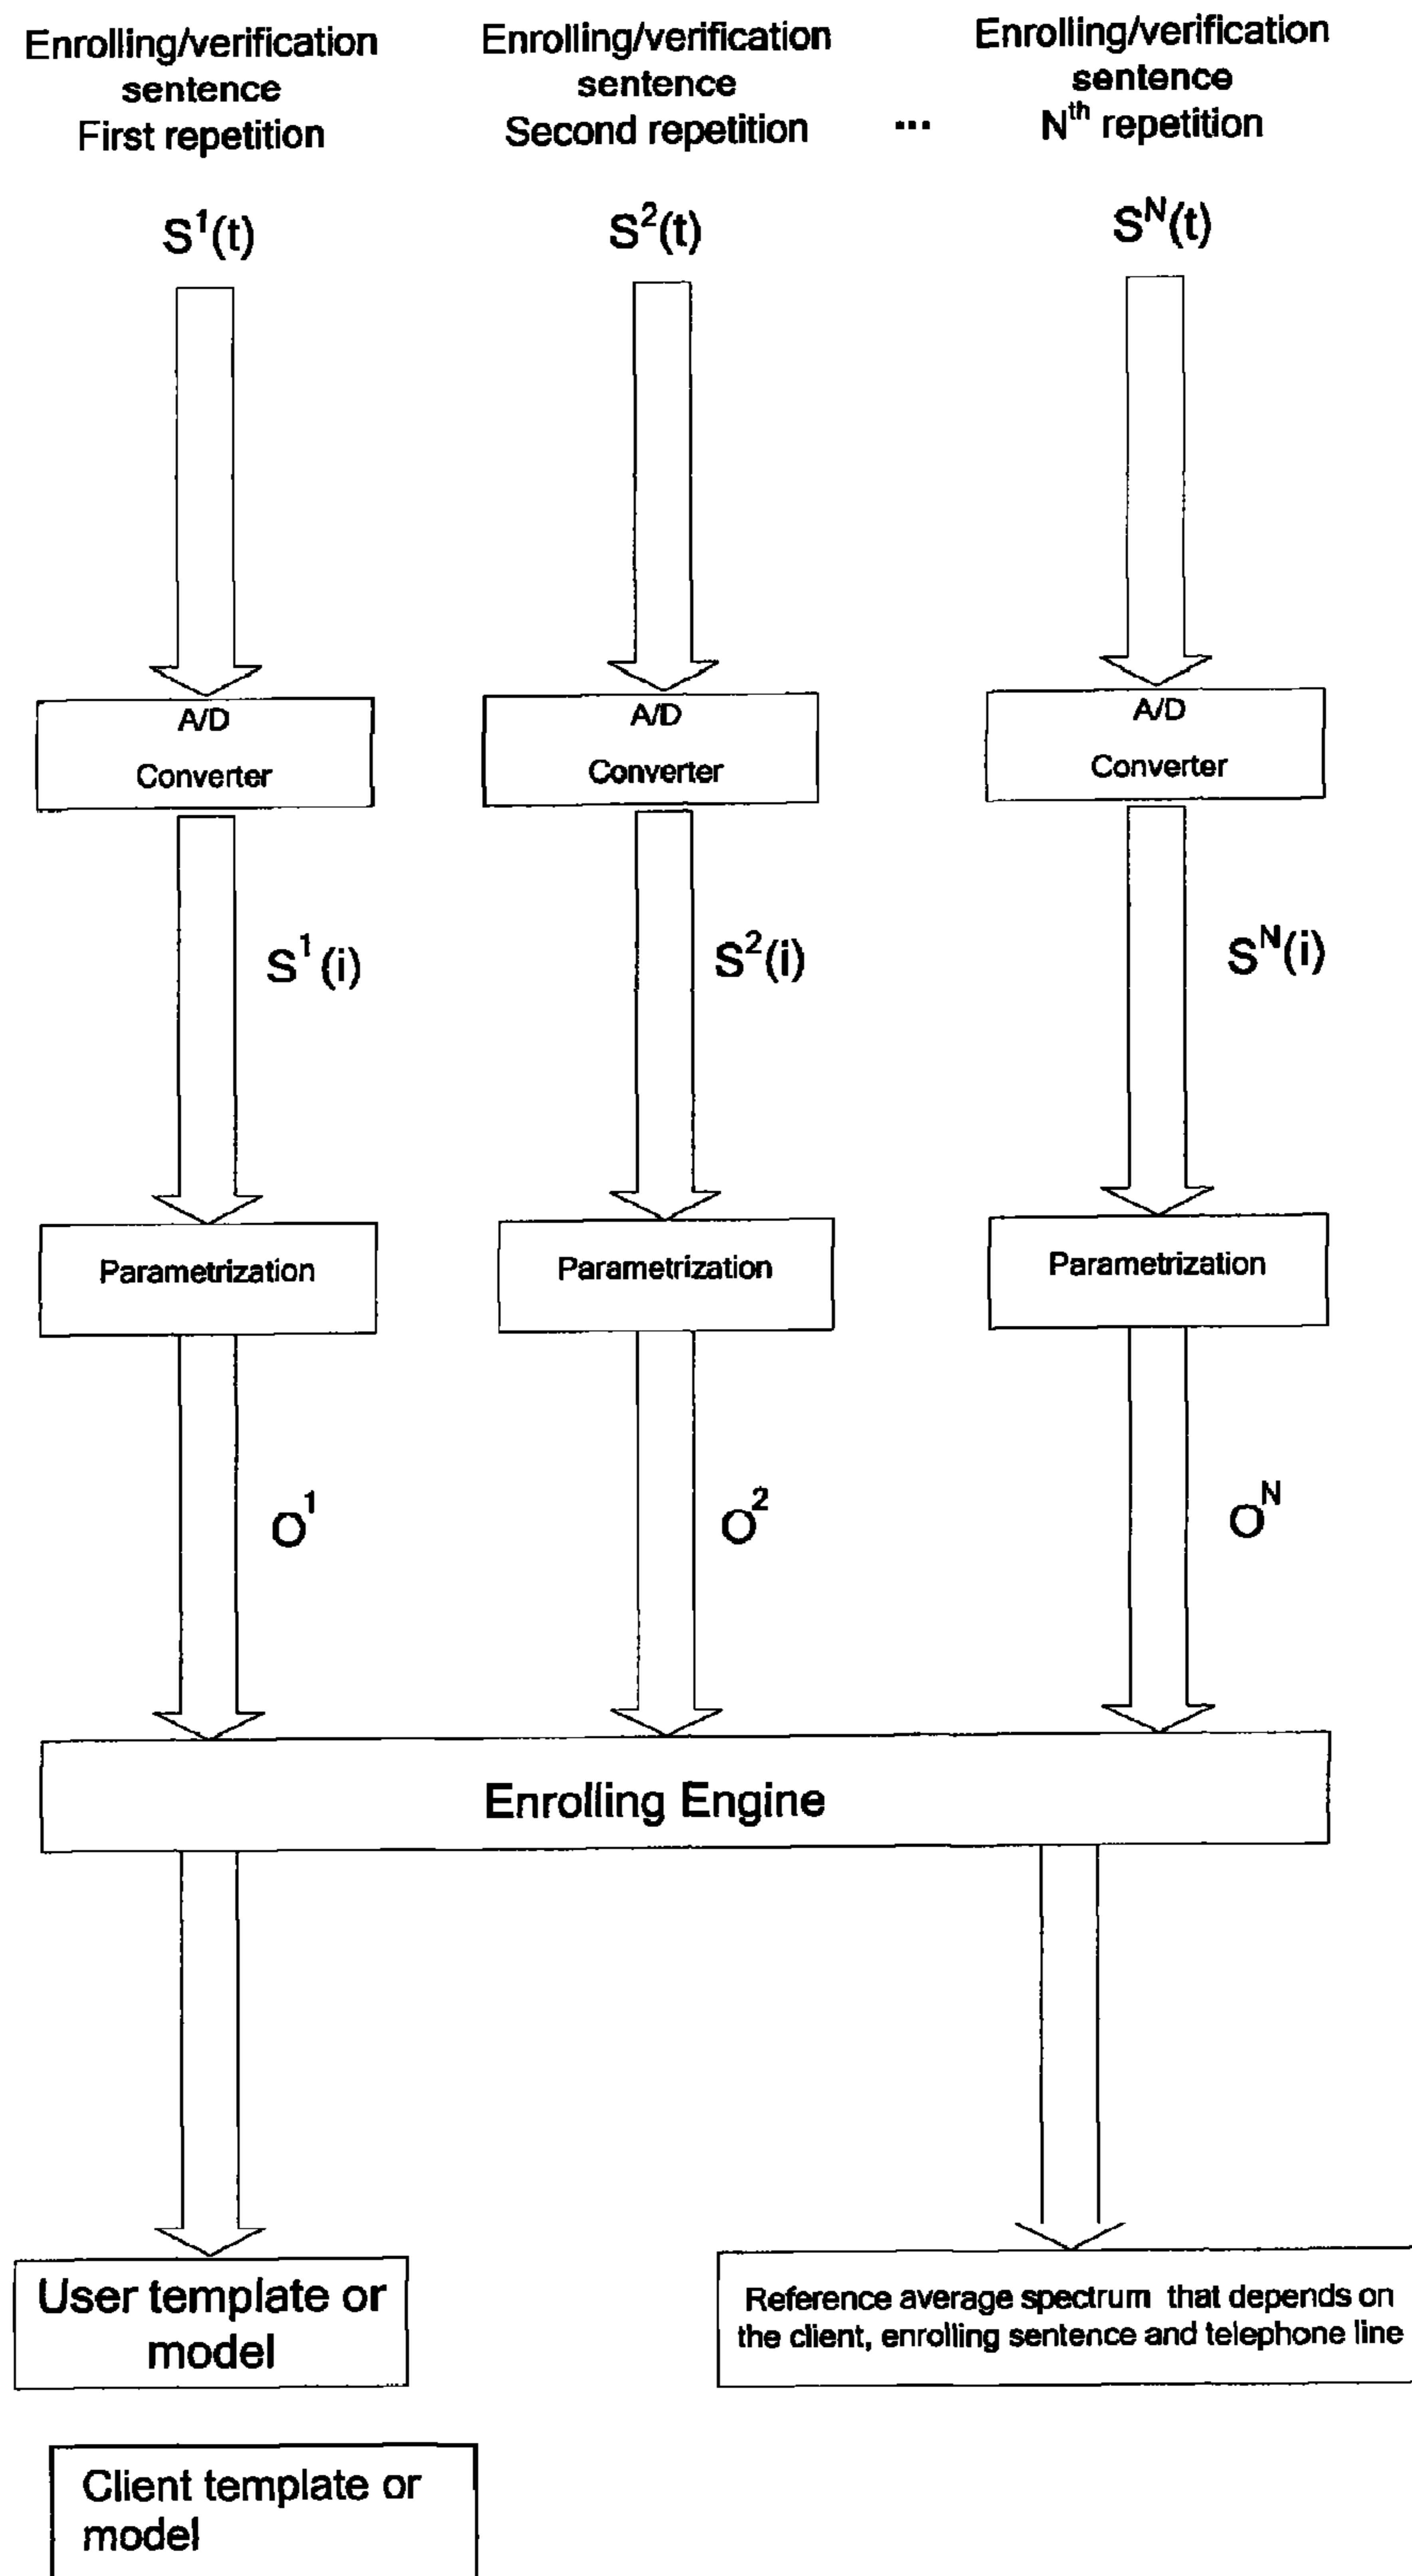 Enrolling/verification
sentence
First repetition
Enrolling/verification
sentence
Second repetition
...
Enrolling/verification
sentence
Nᵗʰ repetition
S¹(t)
S²(t)
Sᴺ(t)
A/D
Converter
A/D
Converter
A/D
Converter
S¹(i)
S²(i)
Sᴺ(i)
Parametrization
Parametrization
Parametrization
O¹
O²
Oᴺ
Enrolling Engine
User template or
model
Reference average spectrum that depends on
the client, enrolling sentence and telephone line
Client template or
model